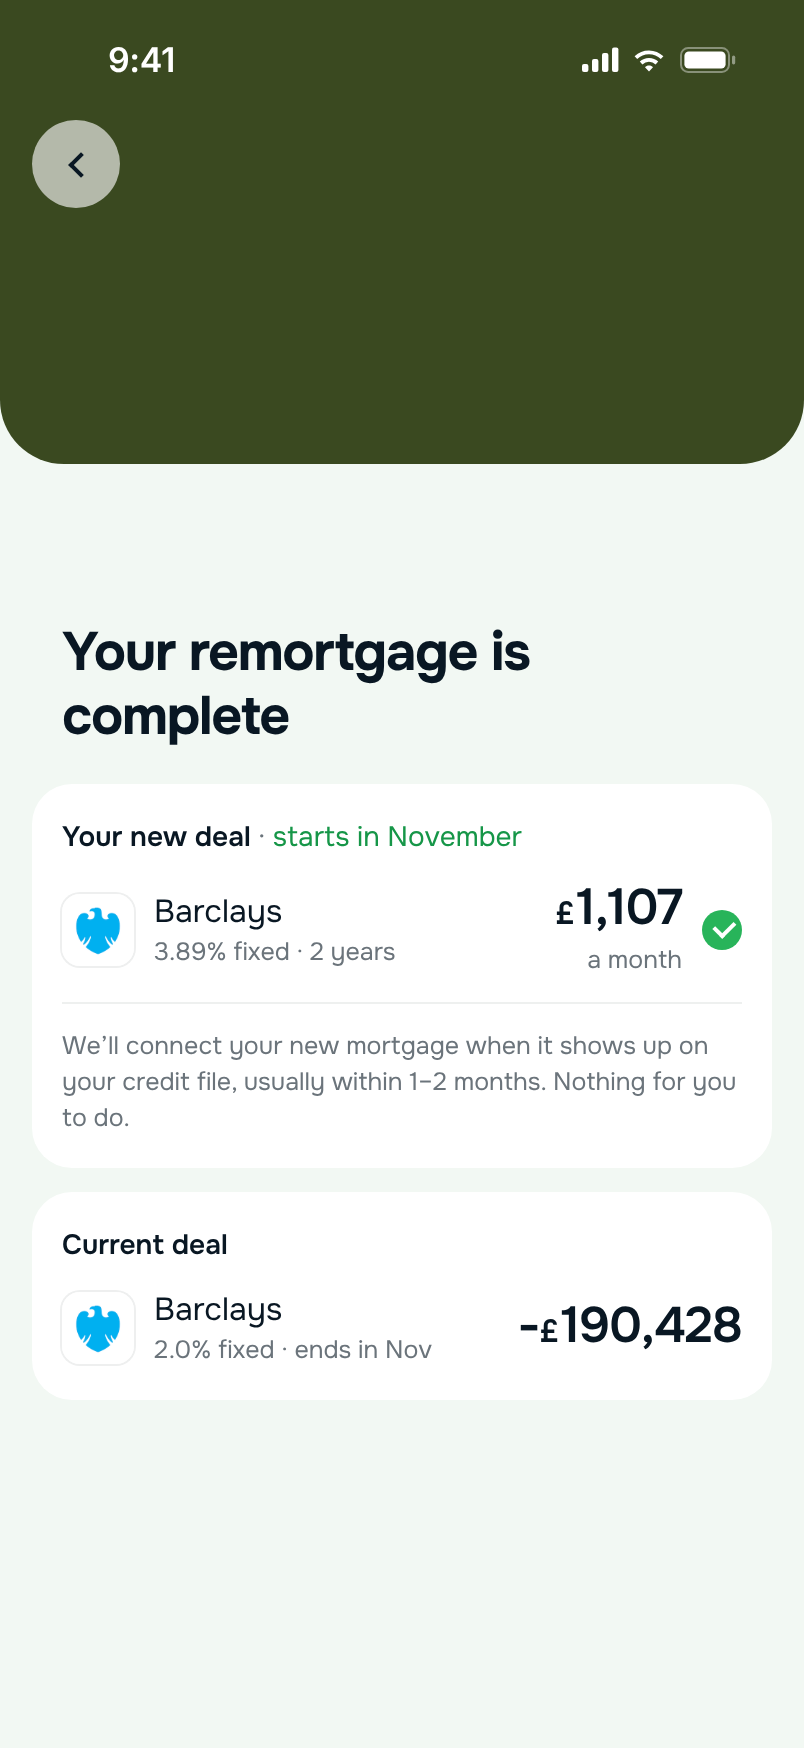 9:41
Your remortgage is
complete
Your new deal · starts in November
Barclays
£1,107
3.89% fixed · 2 years
a month
We’ll connect your new mortgage when it shows up on
your credit file, usually within 1–2 months. Nothing for you
to do.
Current deal
Barclays
-£190,428
2.0% fixed · ends in Nov